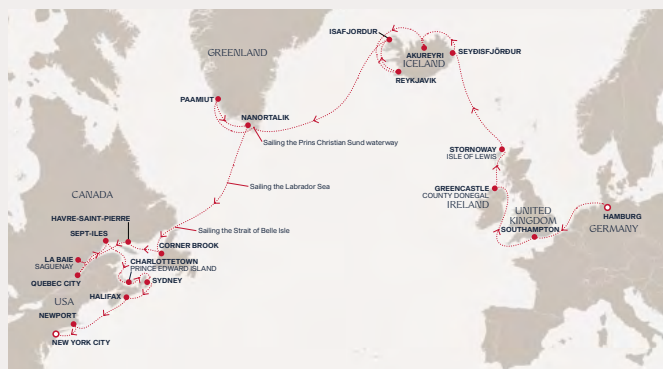 ISAFJORDUR
GREENLAND
AKUREYRI
ICELAND
SEYÐISFJÖRÐUR
REYKJAVIK
PAAMIUT
NANORTALIK
Sailing the Prins Christian Sund waterway
STORNOWAY
ISLE OF LEWIS
Sailing the Labrador Sea
GREENCASTLE
COUNTY DONEGAL
IRELAND
CANADA
UNITED
KINGDOM
SOUTHAMPTON
HAMBURG
GERMANY
HAVRE-SAINT-PIERRE
Sailing the Strait of Belle Isle
SEPT-ILES
CORNER BROOK
LA BAIE
SAGUENAY
CHARLOTTETOWN
PRINCE EDWARD ISLAND
QUEBEC CITY
SYDNEY
USA
HALIFAX
NEWPORT
NEW YORK CITY